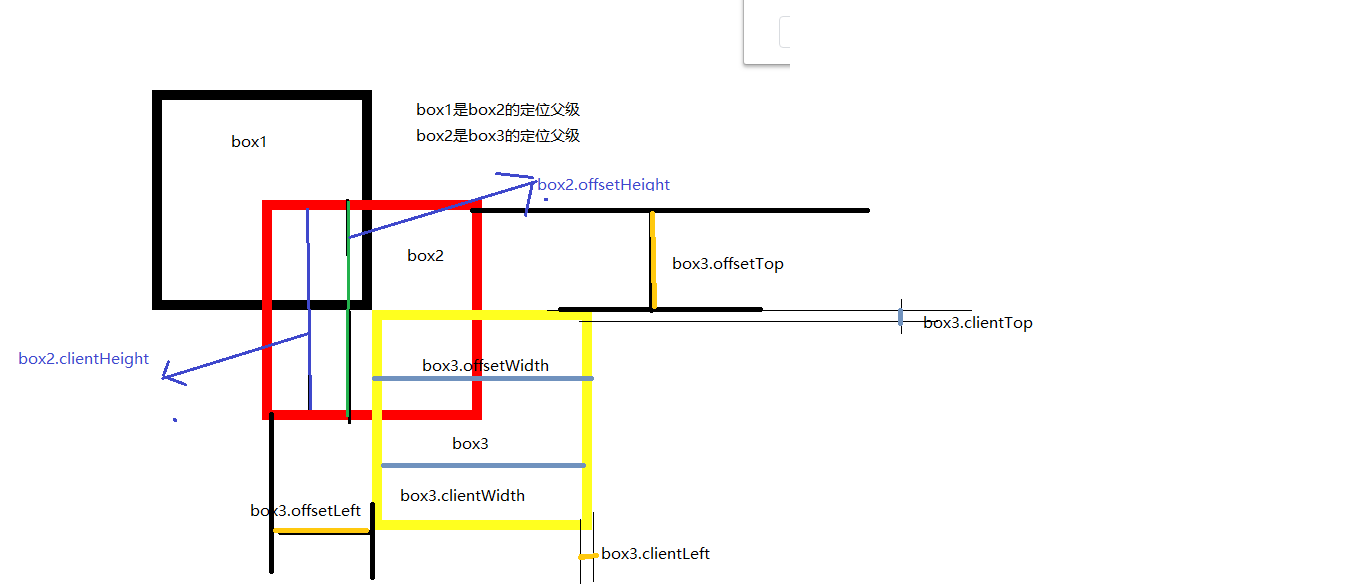 box1是box2的定位父级
box1
box2是box3的定位父级
box2.offsetHeight
box2
box3.offsetTop
box3.clientTop
box2.clientHeight
box3.offsetWidth
box3
box3.clientWidth
box3.offsetLeft
box3.clientLeft